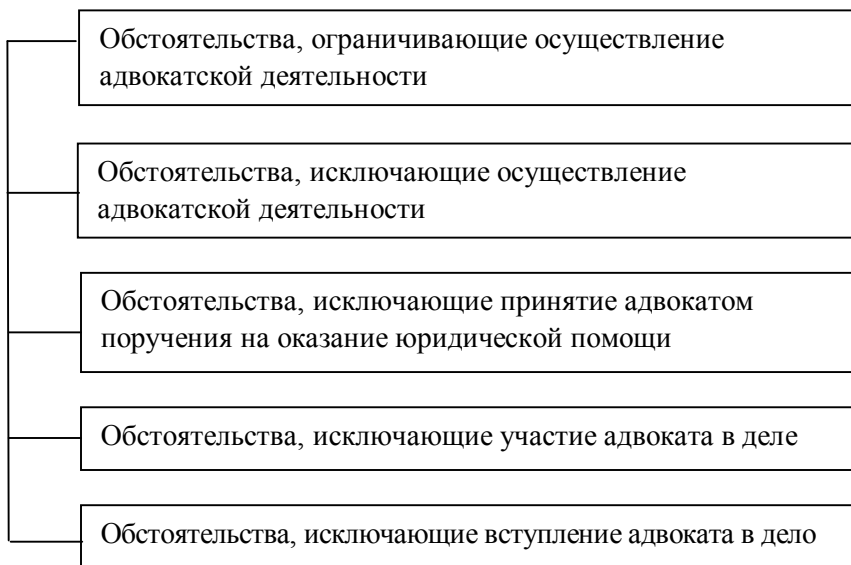 Обстоятельства, ограничивающие осуществление
адвокатской деятельности
Обстоятельства, исключающие осуществление
адвокатской деятельности
Обстоятельства, исключающие принятие адвокатом
поручения на оказание юридической помощи
Обстоятельства, исключающие участие адвоката в деле
Обстоятельства, исключающие вступление адвоката в дело